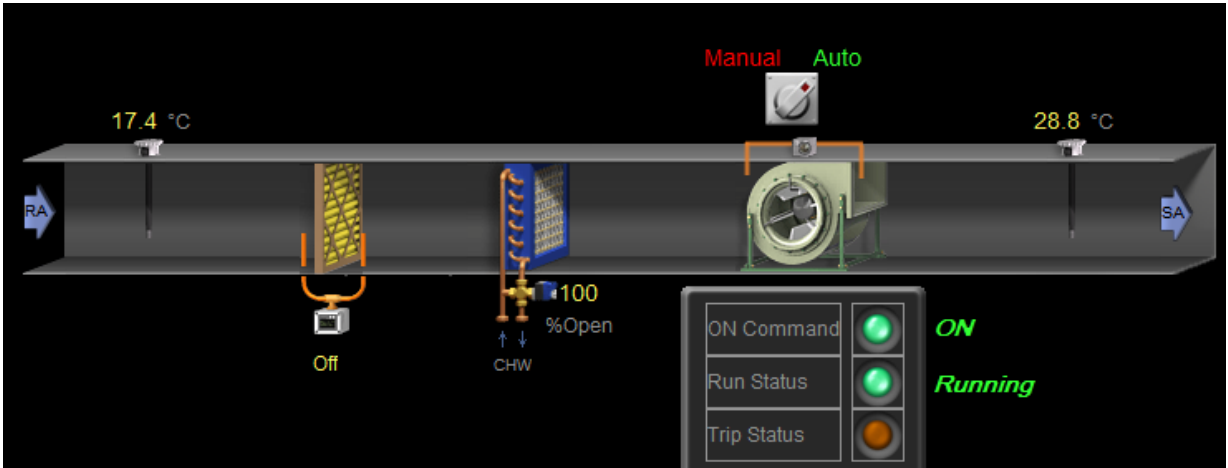 Manual Auto
17.4 °C
28.8 °C
RA
SA
100
%Open
Off
CHW
ON Command ON
Run Status Running
Trip Status